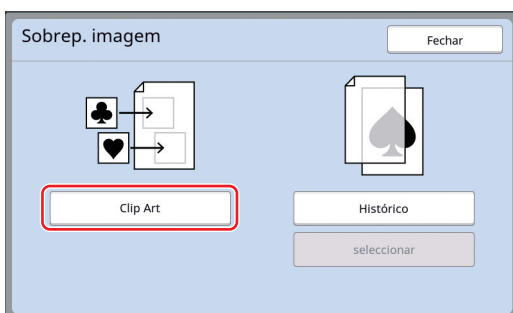 Sobrep. imagem
Fechar
Clip Art
Histórico
seleccionar